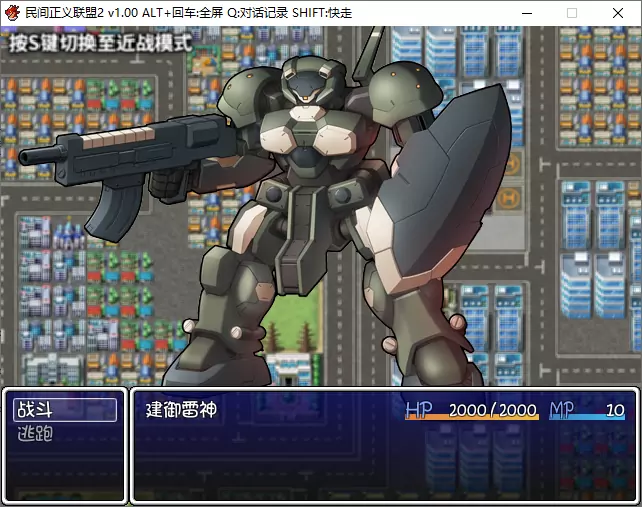 民间正义联盟2 v1.00 ALT+回车:全屏 Q:对话记录 SHIFT:快走
按S键切换至近战模式
战斗
逃跑
建御雷神 HP 2000/2000 MP 10